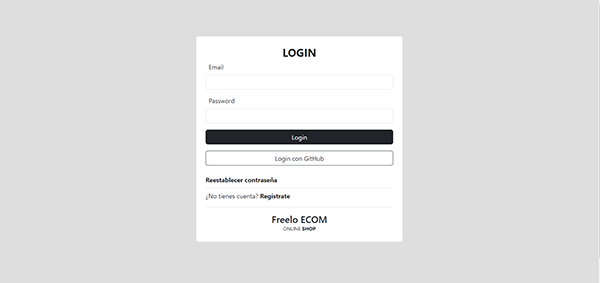 LOGIN
Email
Password
Login
Login con GitHub
Reestablecer contraseña
¿No tienes cuenta? Registrate
Freelo ECOM
ONLINE SHOP